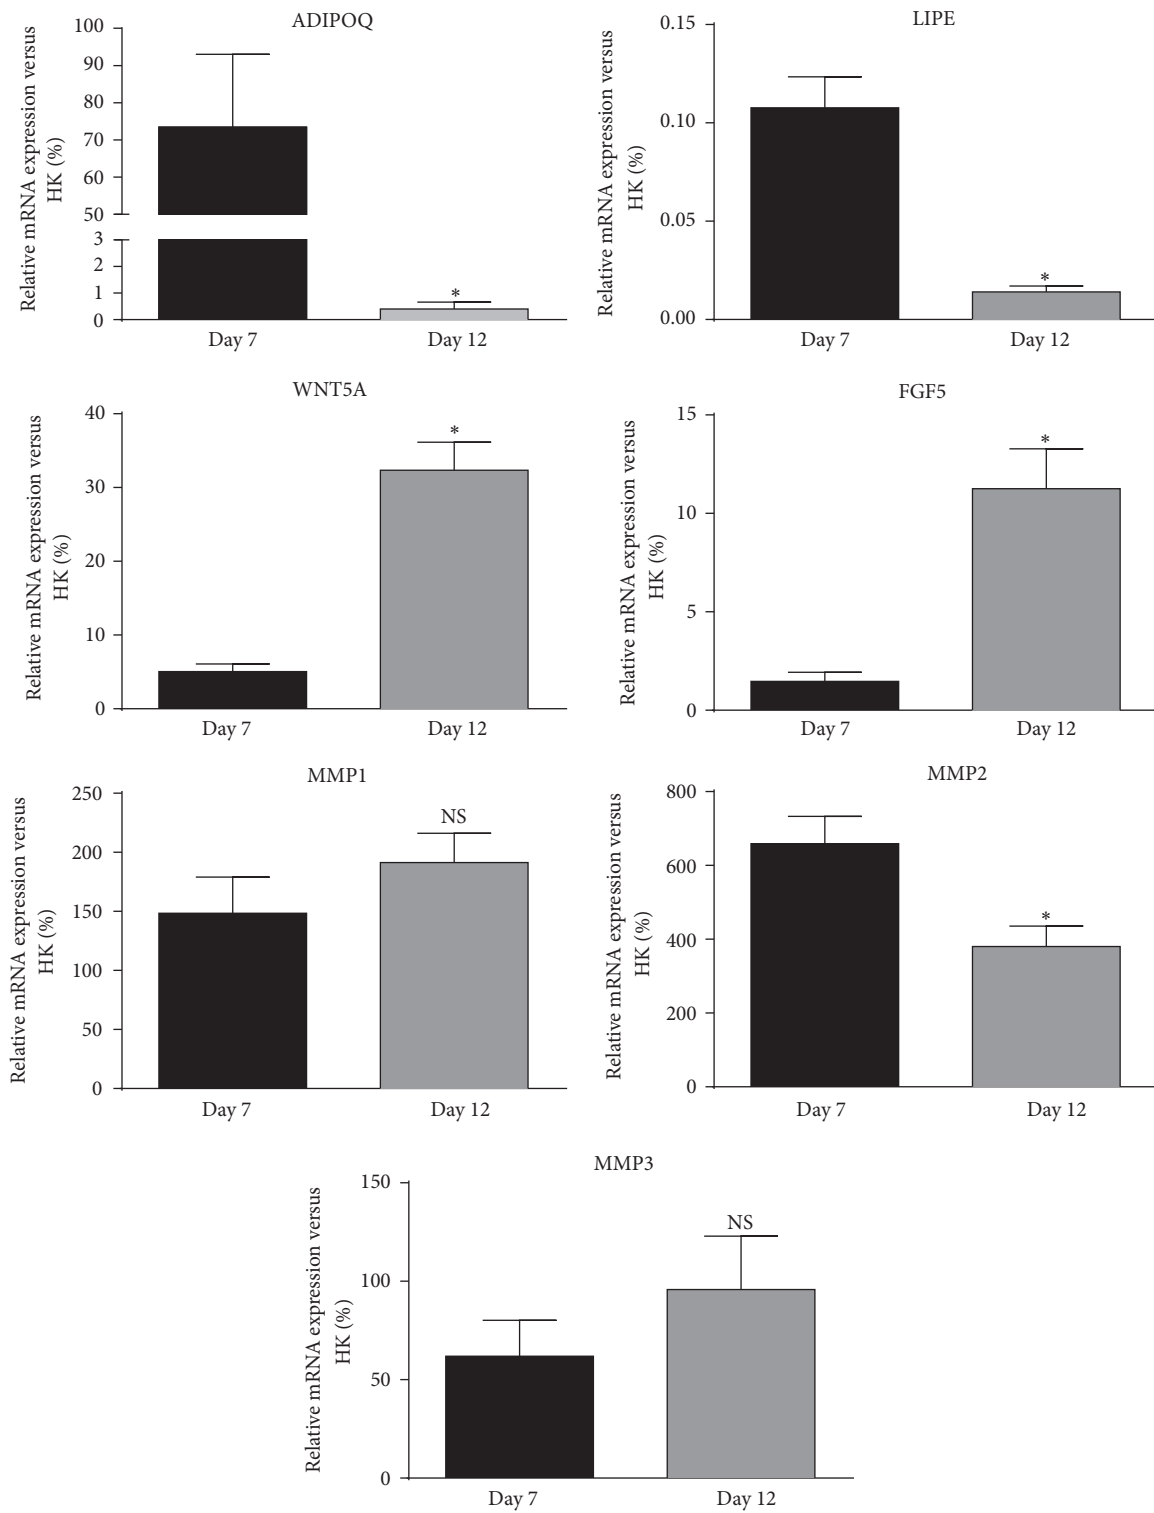 ADIPOQ
Relative mRNA expression versus
HK (%)
100
90
80
70
60
50
3
2
1
0
*
Day 7
Day 12
LIPE
Relative mRNA expression versus
HK (%)
0.15
0.10
0.05
0.00
*
Day 7
Day 12
WNT5A
Relative mRNA expression versus
HK (%)
40
30
20
10
0
*
Day 7
Day 12
FGF5
Relative mRNA expression versus
HK (%)
15
10
5
0
*
Day 7
Day 12
MMP1
Relative mRNA expression versus
HK (%)
250
200
150
100
50
0
NS
Day 7
Day 12
MMP2
Relative mRNA expression versus
HK (%)
800
600
400
200
0
*
Day 7
Day 12
MMP3
Relative mRNA expression versus
HK (%)
150
100
50
0
NS
Day 7
Day 12